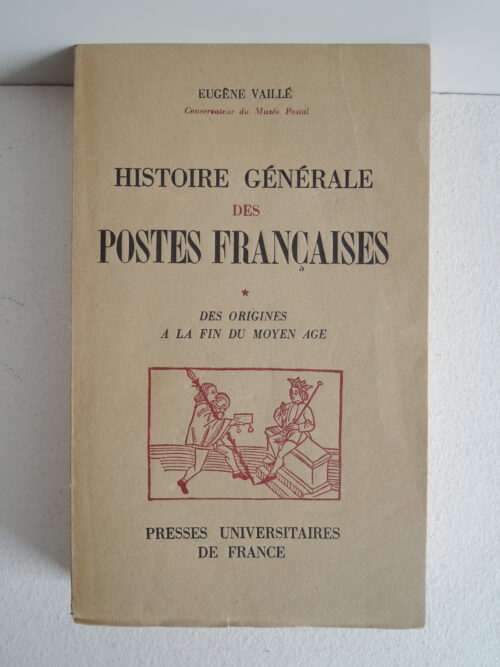 EUGÈNE VAILLÉ
Conservateur du Musée Postal
HISTOIRE GÉNÉRALE
DES
POSTES FRANÇAISES
*
DES ORIGINES
A LA FIN DU MOYEN AGE
PRESSES UNIVERSITAIRES
DE FRANCE